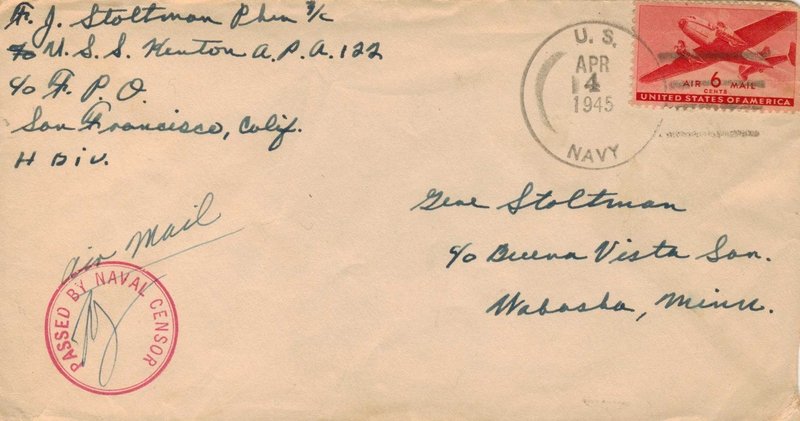 F. J. Stoltman Phm 3/c
c/o U. S. S. Kenton A.P.A. 122
c/o F. P. O.
San Francisco, Calif.
H Div.
U. S.
APR
4
1945
NAVY
AIR 6 MAIL
CENTS
UNITED STATES OF AMERICA
Gene Stoltman
c/o Buena Vista San.
Wabasha, Minn.
air mail
PASSED BY NAVAL CENSOR